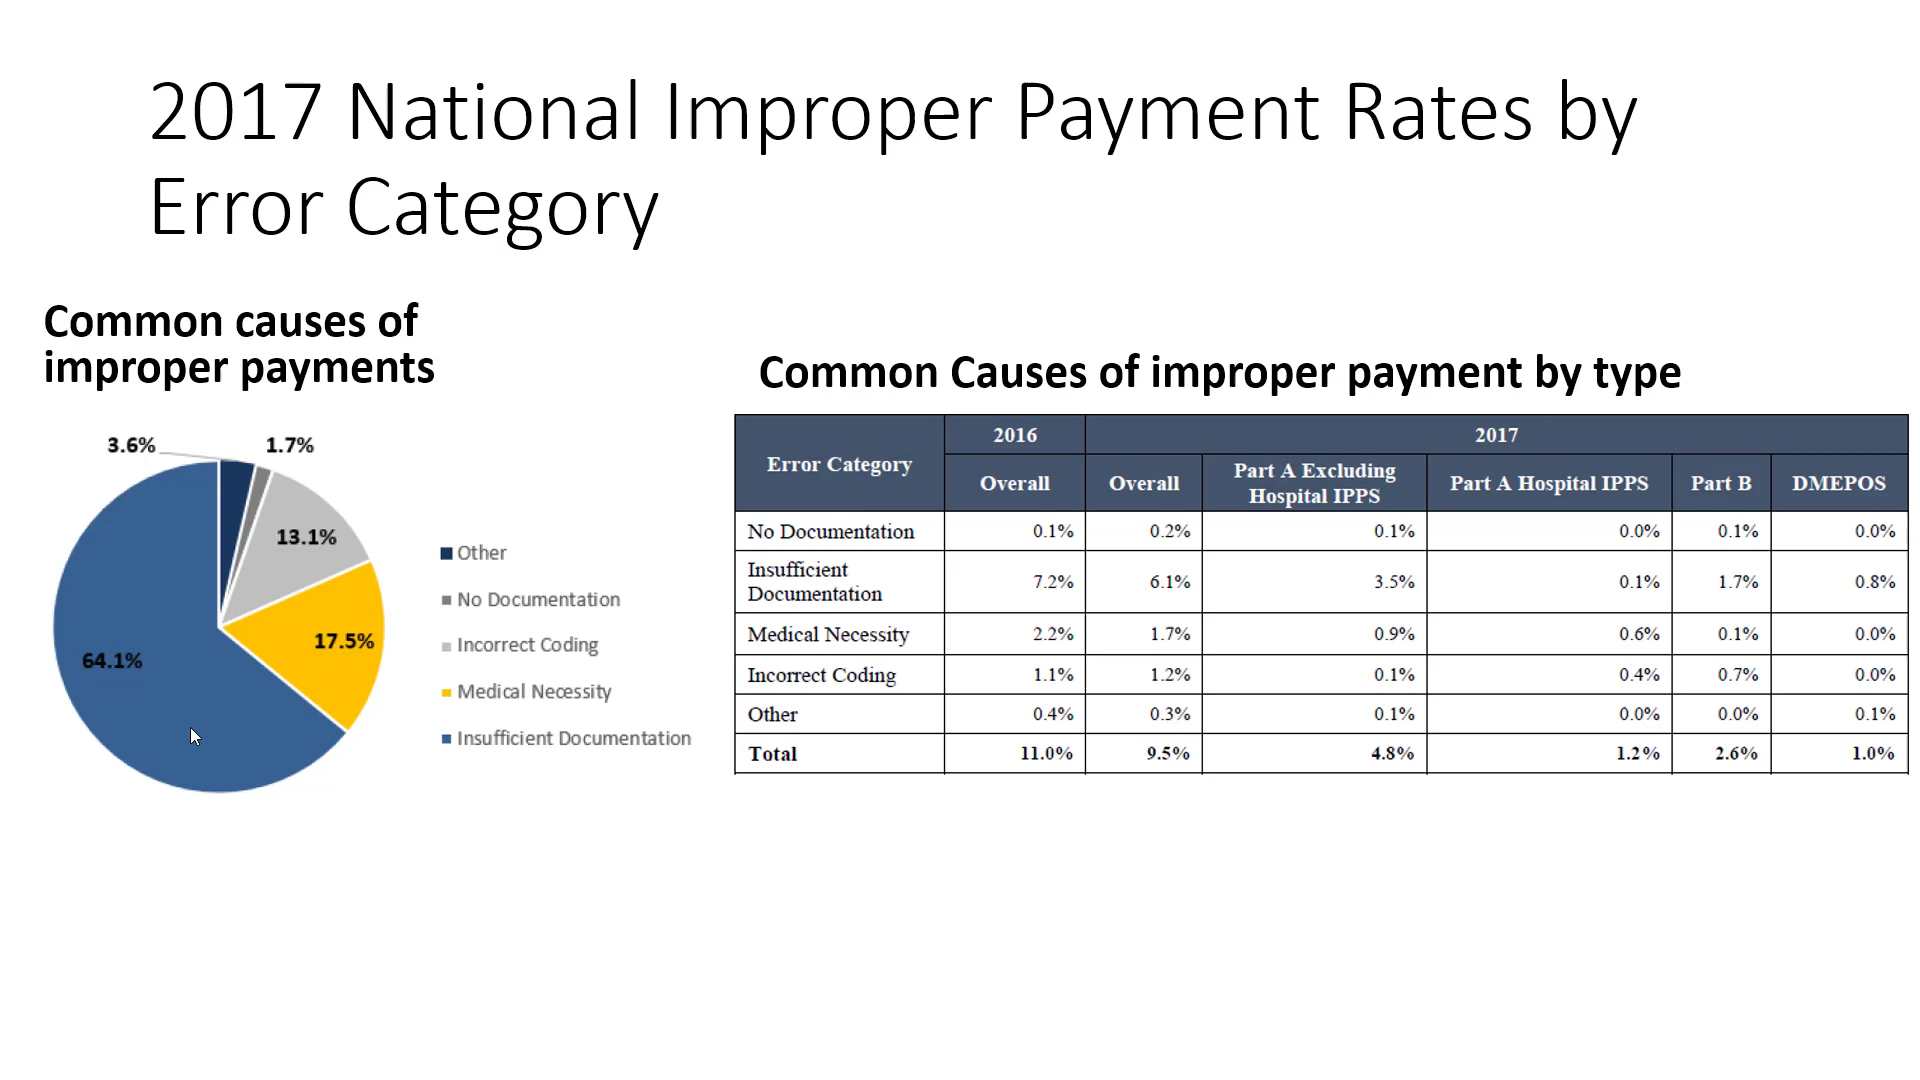 2017 National Improper Payment Rates by
Error Category
Common causes of
improper payments
3.6%
1.7%
13.1%
17.5%
64.1%
Other
No Documentation
Incorrect Coding
Medical Necessity
Insufficient Documentation
Common Causes of improper payment by type
Error Category 2016 2017
Overall Overall Part A Excluding Hospital IPPS Part A Hospital IPPS Part B DMEPOS
No Documentation 0.1% 0.2% 0.1% 0.0% 0.1% 0.0%
Insufficient Documentation 7.2% 6.1% 3.5% 0.1% 1.7% 0.8%
Medical Necessity 2.2% 1.7% 0.9% 0.6% 0.1% 0.0%
Incorrect Coding 1.1% 1.2% 0.1% 0.4% 0.7% 0.0%
Other 0.4% 0.3% 0.1% 0.0% 0.0% 0.1%
Total 11.0% 9.5% 4.8% 1.2% 2.6% 1.0%